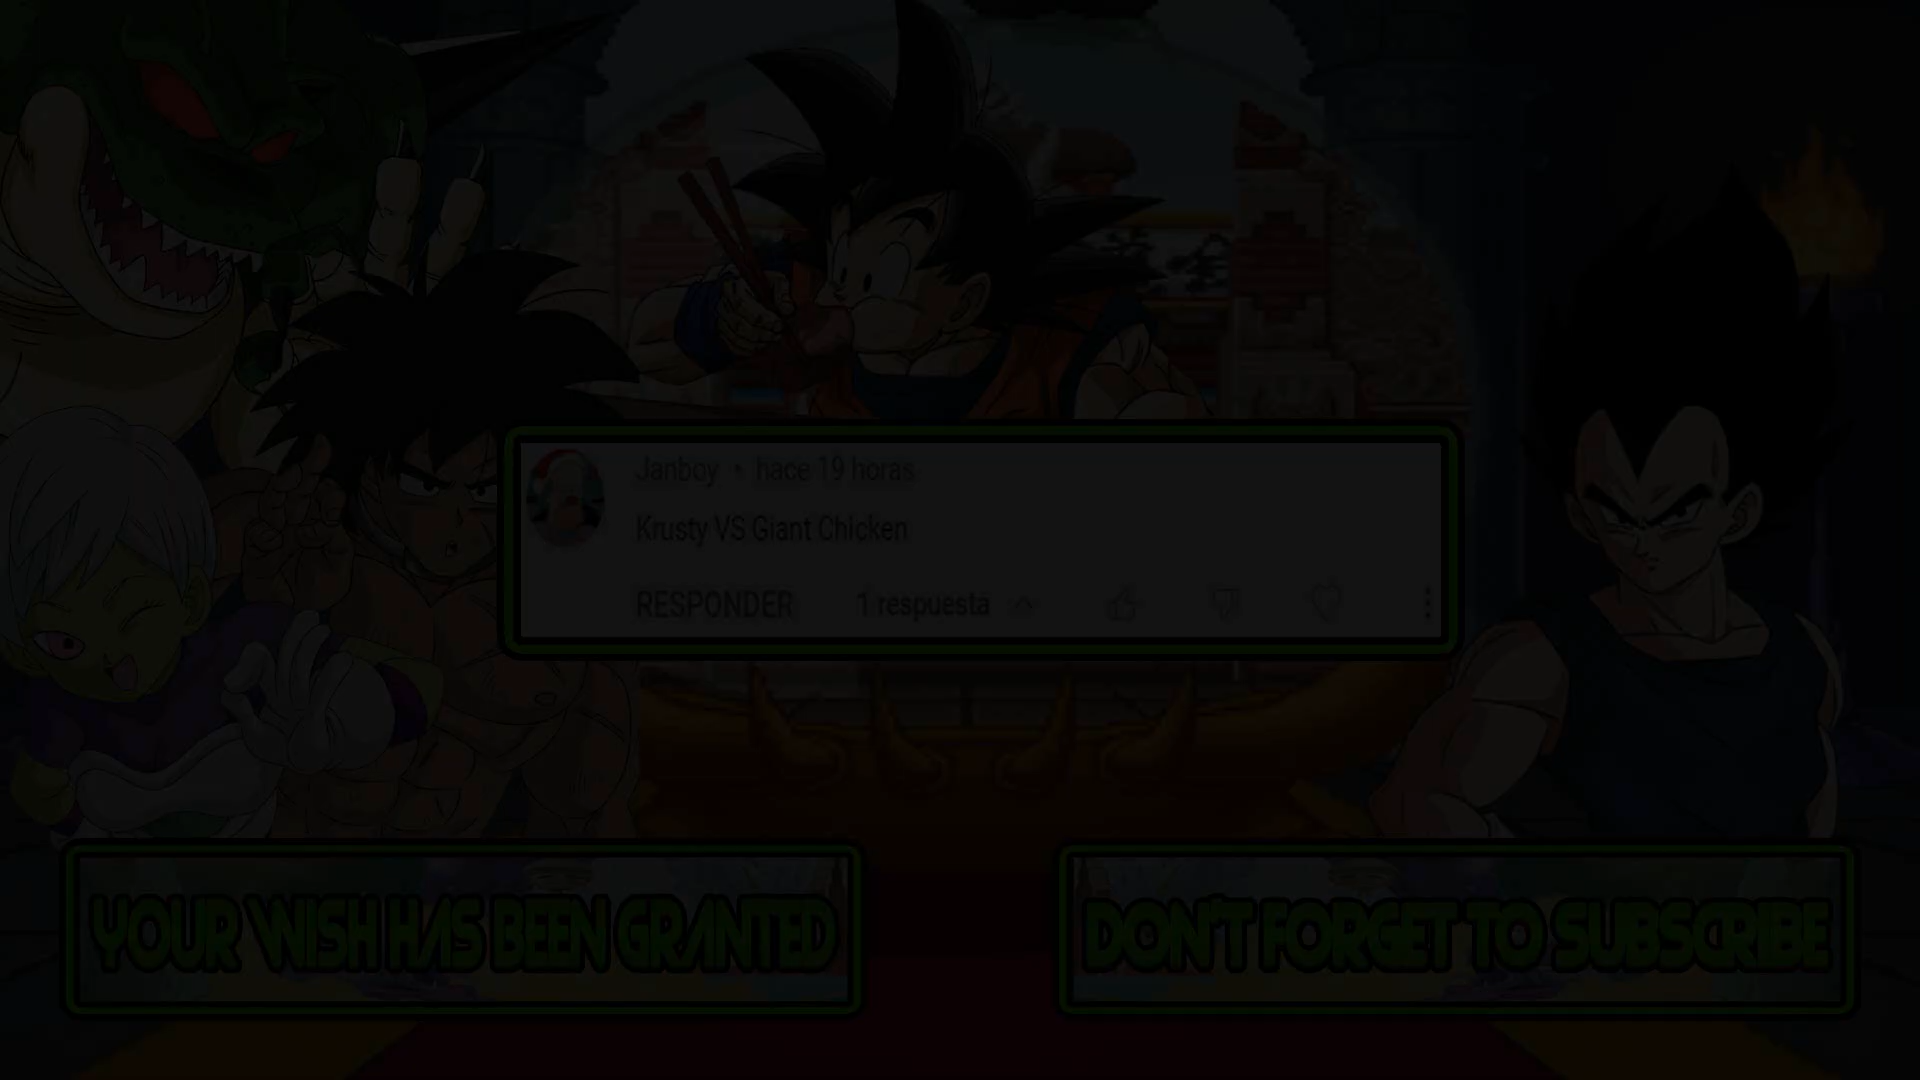 Janboy • hace 19 horas
Krusty VS Giant Chicken
RESPONDER 1 respuesta
YOUR WISH HAS BEEN GRANTED
DON'T FORGET TO SUBSCRIBE